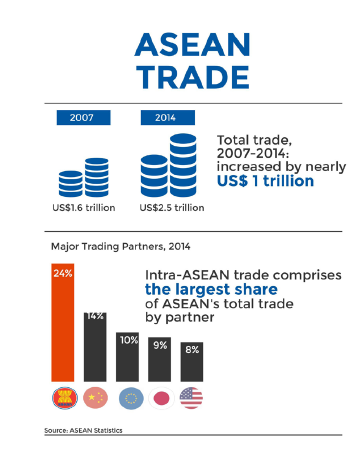 ASEAN
TRADE
2007
2014
US$1.6 trillion
US$2.5 trillion
Total trade,
2007-2014:
increased by nearly
US$ 1 trillion
Major Trading Partners, 2014
Intra-ASEAN trade comprises
the largest share
of ASEAN's total trade
by partner
24%
14%
10%
9%
8%
Source: ASEAN Statistics